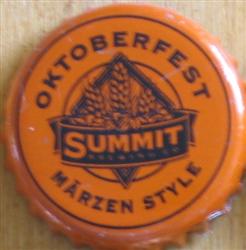 OKTOBERFEST
SUMMIT
BREWING CO.
MÄRZEN STYLE